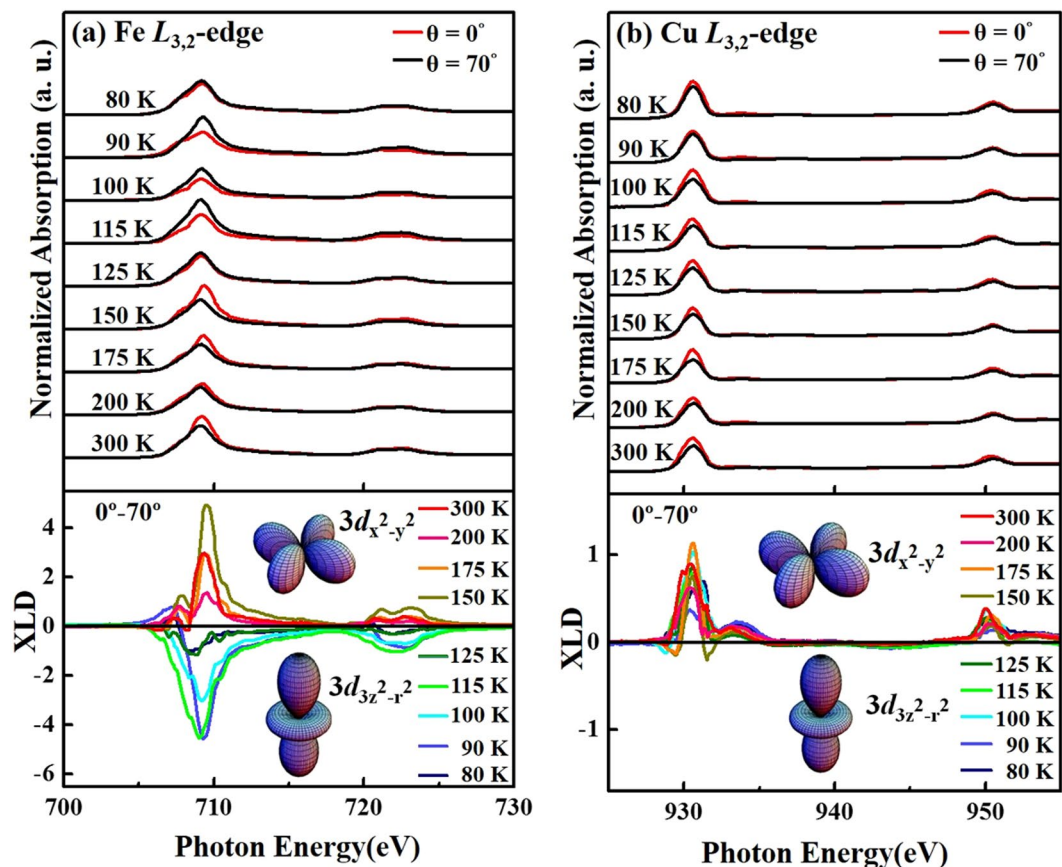 (a) Fe L3,2-edge
θ = 0°
θ = 70°
80 K
90 K
100 K
115 K
125 K
150 K
175 K
200 K
300 K
Normalized Absorption (a. u.)
0°-70°
3dx²-y²
300 K
200 K
175 K
150 K
125 K
115 K
100 K
90 K
80 K
3d3z²-r²
XLD
4
2
0
-2
-4
-6
700
710
720
730
Photon Energy(eV)
(b) Cu L3,2-edge
θ = 0°
θ = 70°
80 K
90 K
100 K
115 K
125 K
150 K
175 K
200 K
300 K
Normalized Absorption (a. u.)
0°-70°
3dx²-y²
300 K
200 K
175 K
150 K
125 K
115 K
100 K
90 K
80 K
3d3z²-r²
XLD
1
0
-1
930
940
950
Photon Energy(eV)